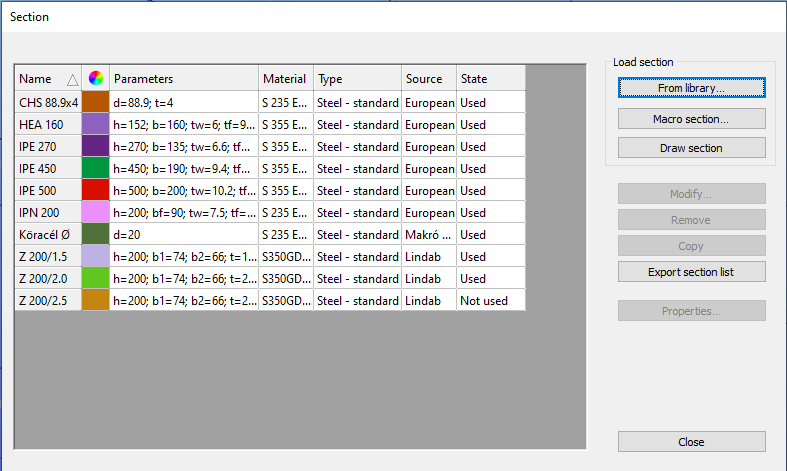 Section
Name Parameters Material Type Source State
CHS 88.9x4 d=88.9; t=4 S 235 E... Steel - standard European Used
HEA 160 h=152; b=160; tw=6; tf=9... S 355 E... Steel - standard European Used
IPE 270 h=270; b=135; tw=6.6; tf... S 355 E... Steel - standard European Used
IPE 450 h=450; b=190; tw=9.4; tf... S 355 E... Steel - standard European Used
IPE 500 h=500; b=200; tw=10.2; tf... S 355 E... Steel - standard European Used
IPN 200 h=200; bf=90; tw=7.5; tf=... S 235 E... Steel - standard European Used
Köracél Ø d=20 S 235 E... Steel - standard Makró ... Used
Z 200/1.5 h=200; b1=74; b2=66; t=1... S350GD... Steel - standard Lindab Used
Z 200/2.0 h=200; b1=74; b2=66; t=2... S350GD... Steel - standard Lindab Used
Z 200/2.5 h=200; b1=74; b2=66; t=2... S350GD... Steel - standard Lindab Not used
Load section
From library...
Macro section...
Draw section
Modify...
Remove
Copy
Export section list
Properties...
Close